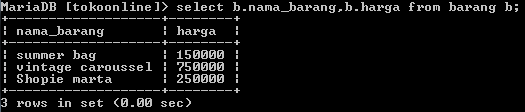 MariaDB [tokoonline]> select b.nama_barang,b.harga from barang b;
+-------------------+--------+
| nama_barang       | harga  |
+-------------------+--------+
| summer bag        | 150000 |
| vintage caroussel | 750000 |
| Shopie marta      | 250000 |
+-------------------+--------+
3 rows in set (0.00 sec)